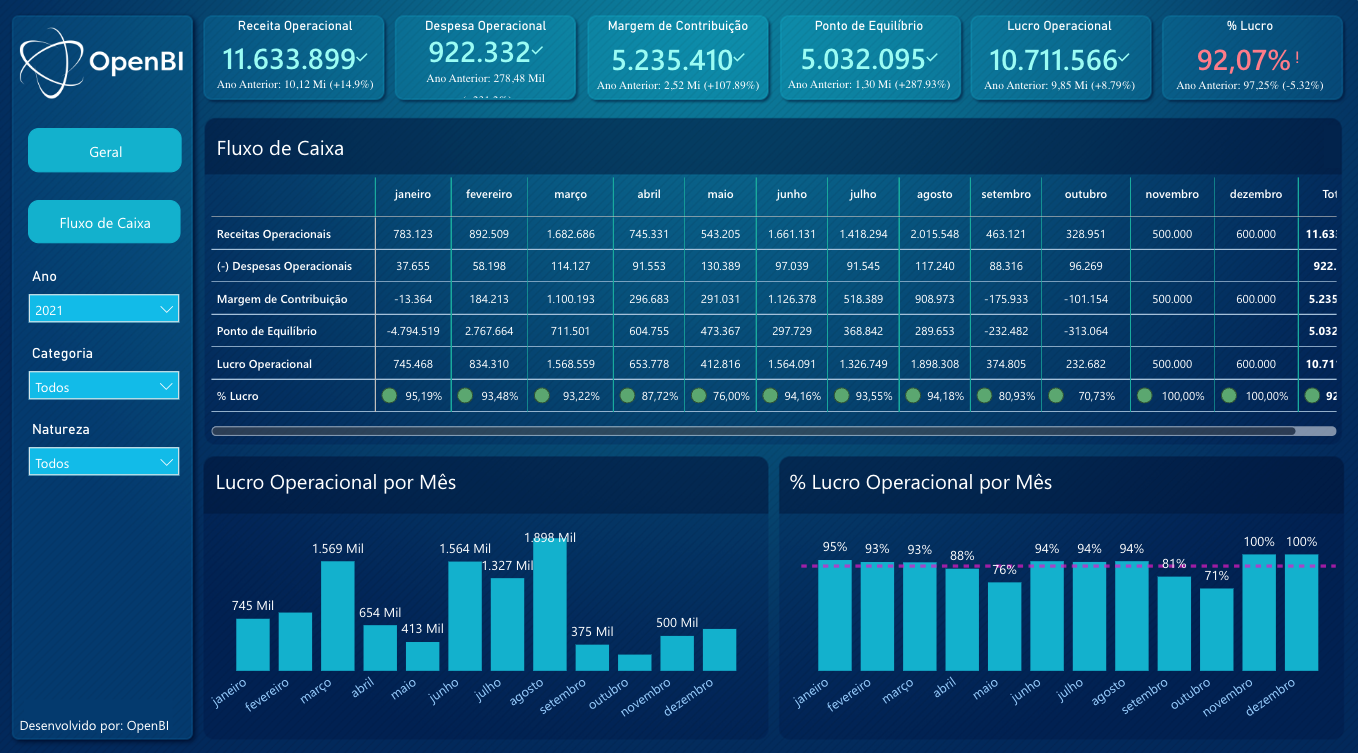 OpenBI
Geral
Fluxo de Caixa
Ano
2021
Categoria
Todos
Natureza
Todos
Desenvolvido por: OpenBI
Receita Operacional
11.633.899
Ano Anterior: 10,12 Mi (+14.9%)
Despesa Operacional
922.332
Ano Anterior: 278,48 Mil
Margem de Contribuição
5.235.410
Ano Anterior: 2,52 Mi (+107.89%)
Ponto de Equilíbrio
5.032.095
Ano Anterior: 1,30 Mi (+287.93%)
Lucro Operacional
10.711.566
Ano Anterior: 9,85 Mi (+8.79%)
% Lucro
92,07% !
Ano Anterior: 97,25% (-5.32%)
Fluxo de Caixa
janeiro fevereiro março abril maio junho julho agosto setembro outubro novembro dezembro Tot
Receitas Operacionais 783.123 892.509 1.682.686 745.331 543.205 1.661.131 1.418.294 2.015.548 463.121 328.951 500.000 600.000 11.63
(-) Despesas Operacionais 37.655 58.198 114.127 91.553 130.389 97.039 91.545 117.240 88.316 96.269 922.
Margem de Contribuição -13.364 184.213 1.100.193 296.683 291.031 1.126.378 518.389 908.973 -175.933 -101.154 500.000 600.000 5.235
Ponto de Equilíbrio -4.794.519 2.767.664 711.501 604.755 473.367 297.729 368.842 289.653 -232.482 -313.064 5.032
Lucro Operacional 745.468 834.310 1.568.559 653.778 412.816 1.564.091 1.326.749 1.898.308 374.805 232.682 500.000 600.000 10.71
% Lucro 95,19% 93,48% 93,22% 87,72% 76,00% 94,16% 93,55% 94,18% 80,93% 70,73% 100,00% 100,00% 92
Lucro Operacional por Mês
745 Mil 1.569 Mil 654 Mil 413 Mil 1.564 Mil 1.327 Mil 1.898 Mil 375 Mil 500 Mil
janeiro fevereiro março abril maio junho julho agosto setembro outubro novembro dezembro
% Lucro Operacional por Mês
95% 93% 93% 88% 76% 94% 94% 94% 81% 71% 100% 100%
janeiro fevereiro março abril maio junho julho agosto setembro outubro novembro dezembro